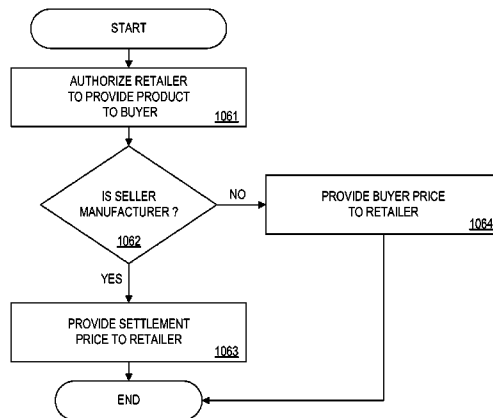 START
AUTHORIZE RETAILER
TO PROVIDE PRODUCT
TO BUYER
1061
IS SELLER
MANUFACTURER ?
1062
NO
PROVIDE BUYER PRICE
TO RETAILER
1064
YES
PROVIDE SETTLEMENT
PRICE TO RETAILER
1063
END